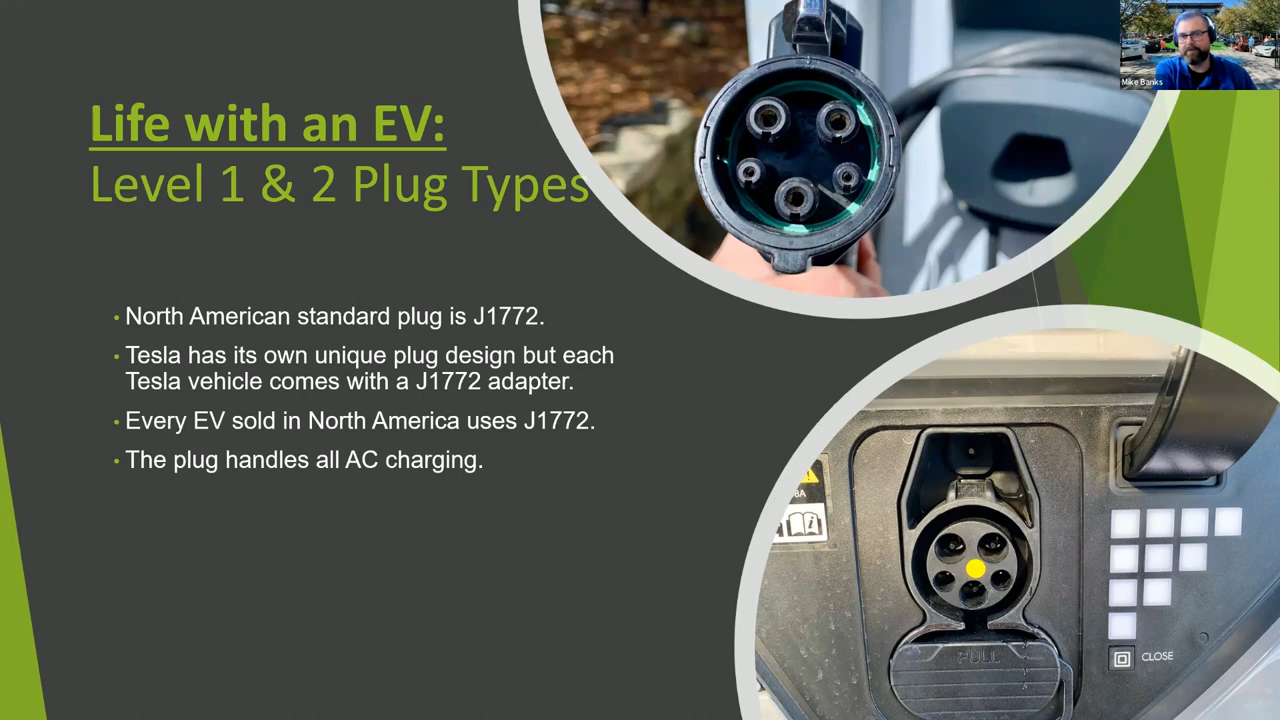 Mike Banks
Life with an EV:
Level 1 & 2 Plug Types
• North American standard plug is J1772.
• Tesla has its own unique plug design but each
Tesla vehicle comes with a J1772 adapter.
• Every EV sold in North America uses J1772.
• The plug handles all AC charging.
PULL
CLOSE